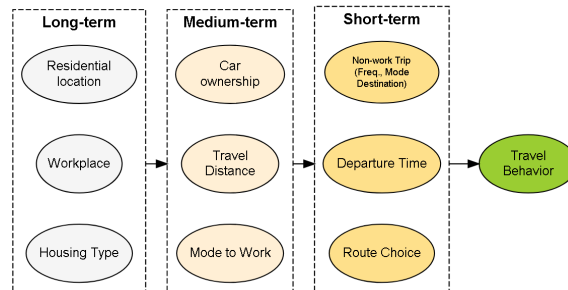 Long-term
Medium-term
Short-term
Residential
location
Car
ownership
Non-work Trip
(Freq., Mode
Destination)
Workplace
Travel
Distance
Departure Time
Travel
Behavior
Housing Type
Mode to Work
Route Choice